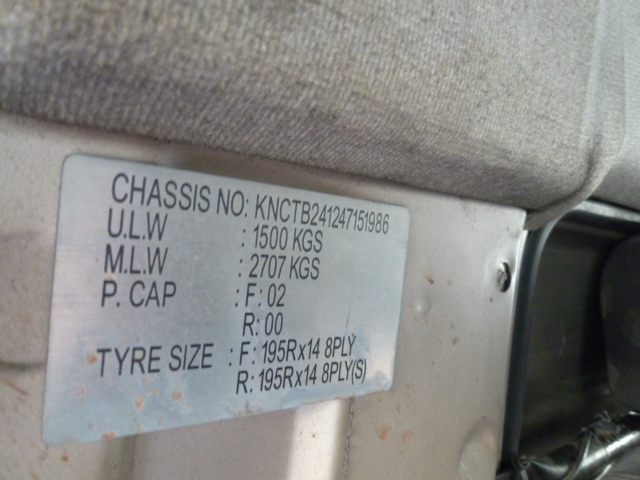 CHASSIS NO: KNCTB241247151986
U.L.W : 1500 KGS
M.L.W : 2707 KGS
P. CAP : F: 02
R: 00
TYRE SIZE : F: 195Rx14 8PLY
R: 195Rx14 8PLY(S)